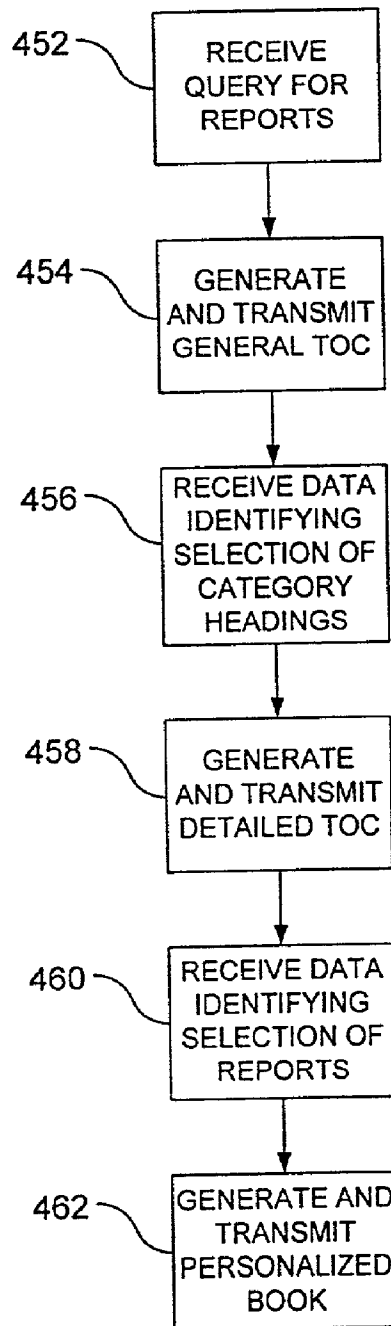 452
RECEIVE
QUERY FOR
REPORTS
454
GENERATE
AND TRANSMIT
GENERAL TOC
456
RECEIVE DATA
IDENTIFYING
SELECTION OF
CATEGORY
HEADINGS
458
GENERATE
AND TRANSMIT
DETAILED TOC
460
RECEIVE DATA
IDENTIFYING
SELECTION OF
REPORTS
462
GENERATE AND
TRANSMIT
PERSONALIZED
BOOK